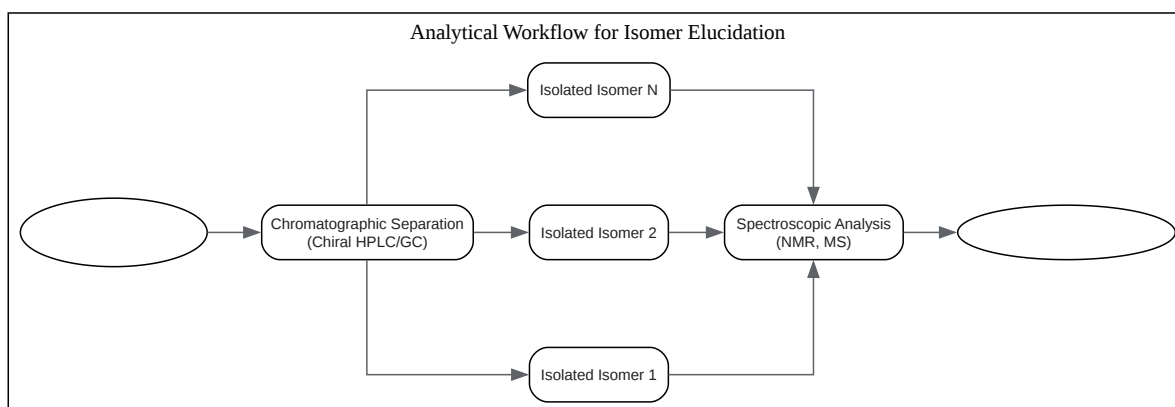 Analytical Workflow for Isomer Elucidation
Isolated Isomer N
Chromatographic Separation
(Chiral HPLC/GC)
Isolated Isomer 2
Spectroscopic Analysis
(NMR, MS)
Isolated Isomer 1